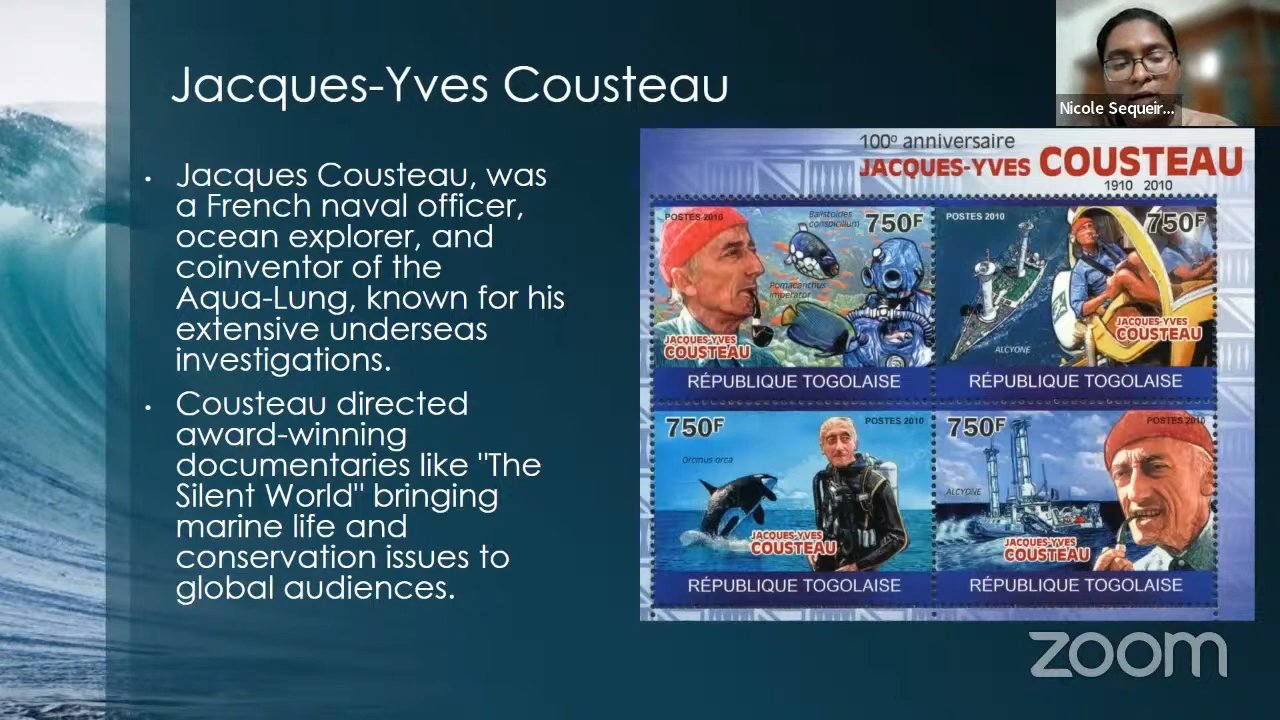 Jacques-Yves Cousteau
Nicole Sequeir...
• Jacques Cousteau, was
a French naval officer,
ocean explorer, and
coinventor of the
Aqua-Lung, known for his
extensive underseas
investigations.
• Cousteau directed
award-winning
documentaries like "The
Silent World" bringing
marine life and
conservation issues to
global audiences.
100º anniversaire
JACQUES-YVES COUSTEAU
1910 2010
POSTES 2010
Balistoides
conspicillum
750F
Pomacanthus
imperator
JACQUES-YVES
COUSTEAU
RÉPUBLIQUE TOGOLAISE
POSTES 2010
750F
ALCYONE
JACQUES-YVES
COUSTEAU
RÉPUBLIQUE TOGOLAISE
750F
POSTES 2010
Orcinus orca
JACQUES-YVES
COUSTEAU
RÉPUBLIQUE TOGOLAISE
750F
POSTES 2010
ALCYONE
JACQUES-YVES
COUSTEAU
RÉPUBLIQUE TOGOLAISE
zoom